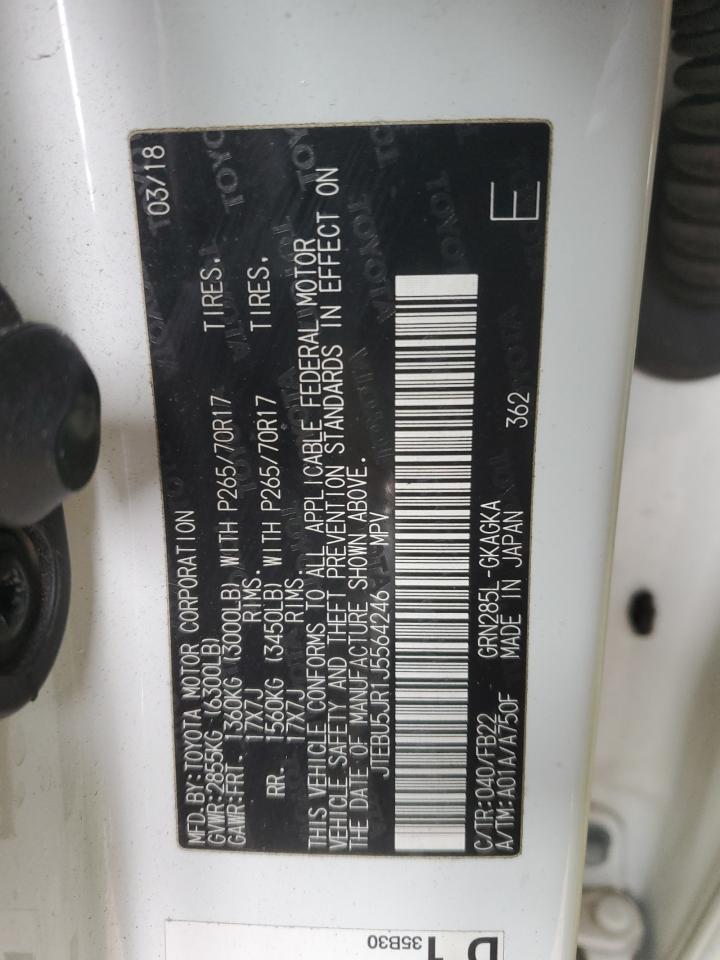 MFD.BY:TOYOTA MOTOR CORPORATION 03/18
GVWR:2855KG (6300LB)
GAWR:FRT. 1360KG (3000LB) WITH P265/70R17 TIRES.
17X7J RIMS.
RR. 1560KG (3450LB) WITH P265/70R17 TIRES.
17X7J RIMS.
THIS VEHICLE CONFORMS TO ALL APPLICABLE FEDERAL MOTOR
VEHICLE SAFETY AND THEFT PREVENTION STANDARDS IN EFFECT ON
THE DATE OF MANUFACTURE SHOWN ABOVE.
JTEBU5JR1J5564246 MPV
C/TR:040/FB22 GRN285L-GKAGKA
A/TM:A01A/A750F MADE IN JAPAN 362
E
35B30